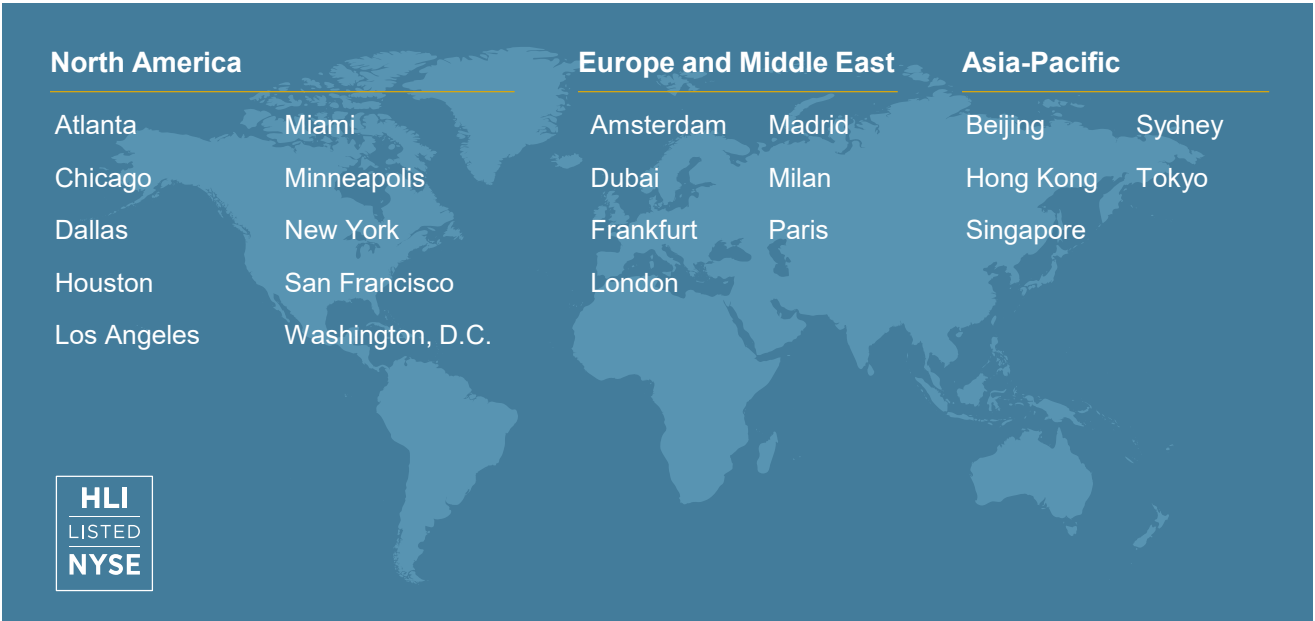 North America
Atlanta
Chicago
Dallas
Houston
Los Angeles
Miami
Minneapolis
New York
San Francisco
Washington, D.C.
Europe and Middle East
Amsterdam
Dubai
Frankfurt
London
Madrid
Milan
Paris
Asia-Pacific
Beijing
Hong Kong
Singapore
Sydney
Tokyo
HLI
LISTED
NYSE